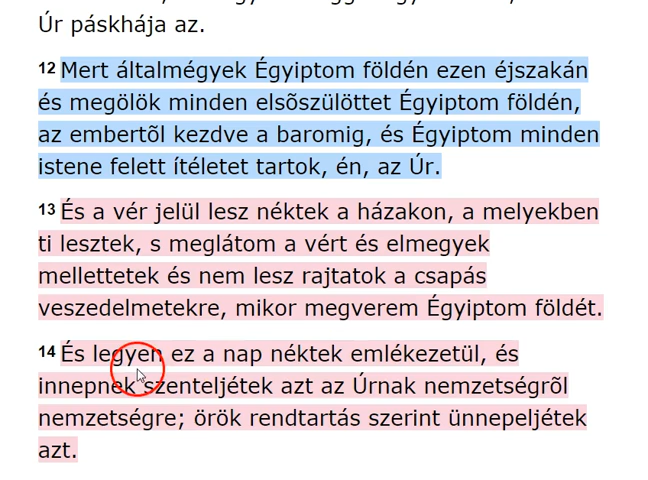 Úr páskhája az.
12 Mert általmégyek Égyiptom földén ezen éjszakán
és megölök minden elsõszülöttet Égyiptom földén,
az embertõl kezdve a baromig, és Égyiptom minden
istene felett ítéletet tartok, én, az Úr.
13 És a vér jelül lesz néktek a házakon, a melyekben
ti lesztek, s meglátom a vért és elmegyek
mellettetek és nem lesz rajtatok a csapás
veszedelmetekre, mikor megverem Égyiptom földét.
14 És legyen ez a nap néktek emlékezetül, és
innepnek szenteljétek azt az Úrnak nemzetségrõl
nemzetségre; örök rendtartás szerint ünnepeljétek
azt.